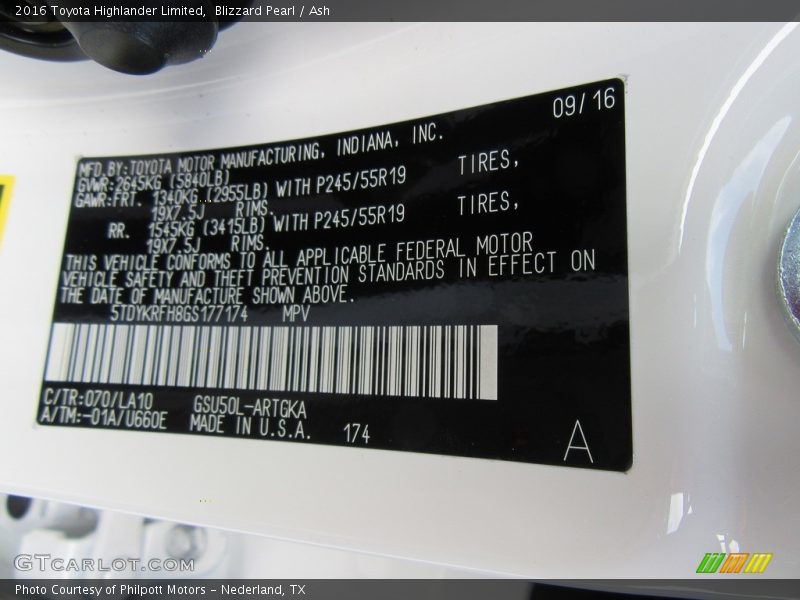 2016 Toyota Highlander Limited, Blizzard Pearl / Ash
09/16
MFD.BY:TOYOTA MOTOR MANUFACTURING, INDIANA, INC.
GVWR:2645KG (5840LB)
GAWR:FRT. 1340KG (2955LB) WITH P245/55R19 TIRES,
19X7.5J RIMS.
RR. 1545KG (3415LB) WITH P245/55R19 TIRES,
19X7.5J RIMS.
THIS VEHICLE CONFORMS TO ALL APPLICABLE FEDERAL MOTOR
VEHICLE SAFETY AND THEFT PREVENTION STANDARDS IN EFFECT ON
THE DATE OF MANUFACTURE SHOWN ABOVE.
5TDYKRFH8GS177174 MPV
C/TR:070/LA10 GSU50L-ARTGKA
A/TM:-01A/U660E MADE IN U.S.A. 174
A
GTCARLOT.COM
Photo Courtesy of Philpott Motors - Nederland, TX